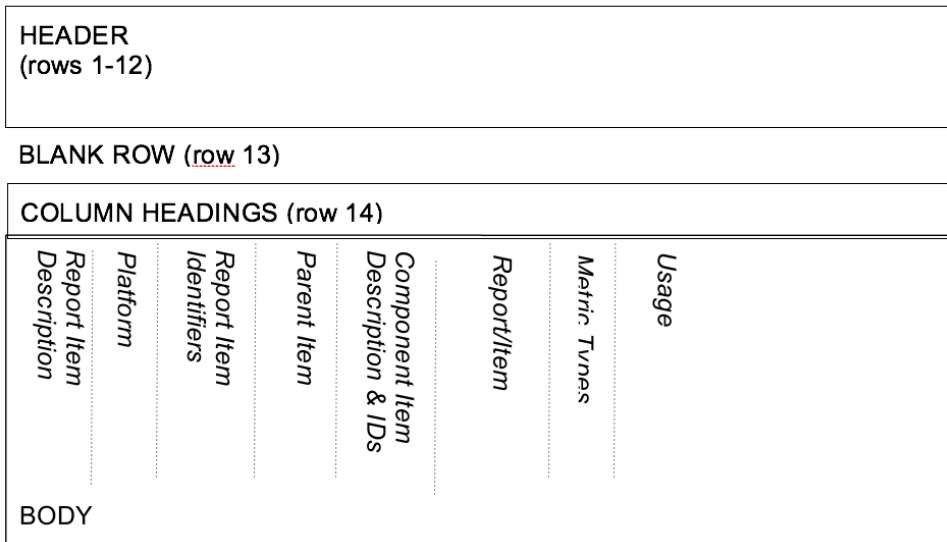 HEADER
(rows 1-12)
BLANK ROW (row 13)
COLUMN HEADINGS (row 14)
Report Item
Description
Platform
Report Item
Identifiers
Parent Item
Component Item
Description & IDs
Report/Item
Metric Types
Usage
BODY